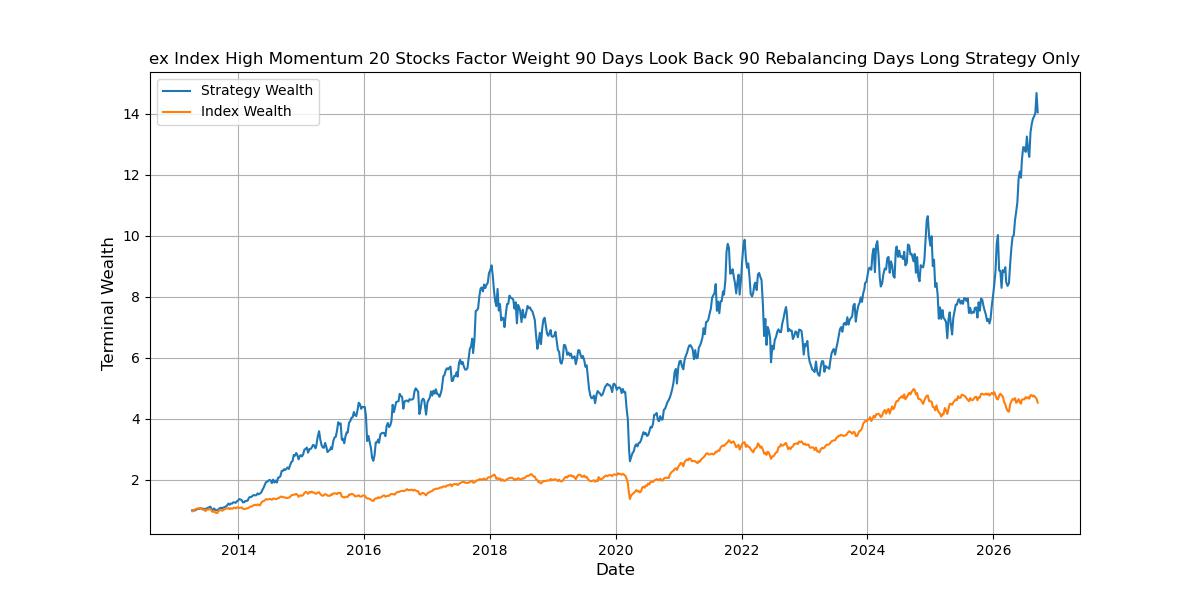 ex Index High Momentum 20 Stocks Factor Weight 90 Days Look Back 90 Rebalancing Days Long Strategy Only
Strategy Wealth
Index Wealth
Terminal Wealth
14
12
10
8
6
4
2
2014 2016 2018 2020 2022 2024 2026
Date